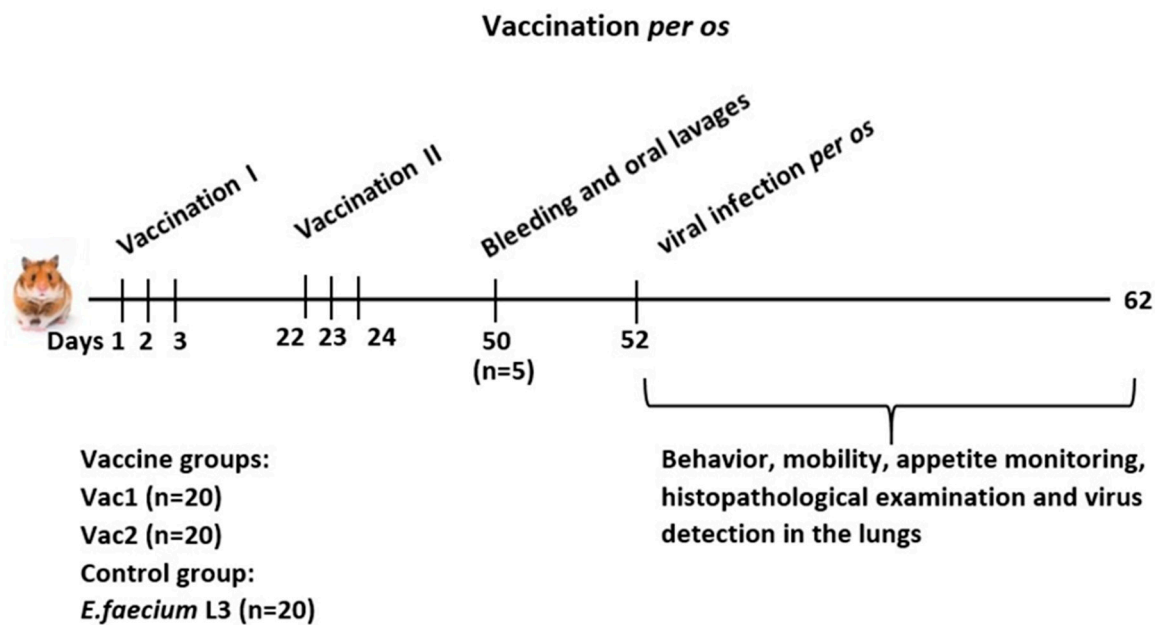 Vaccination per os
Vaccination I
Vaccination II
Bleeding and oral lavages
viral infection per os
62
Days 1 2 3 22 23 24 50 52
(n=5)
Vaccine groups:
Vac1 (n=20)
Vac2 (n=20)
Control group:
E.faecium L3 (n=20)
Behavior, mobility, appetite monitoring,
histopathological examination and virus
detection in the lungs